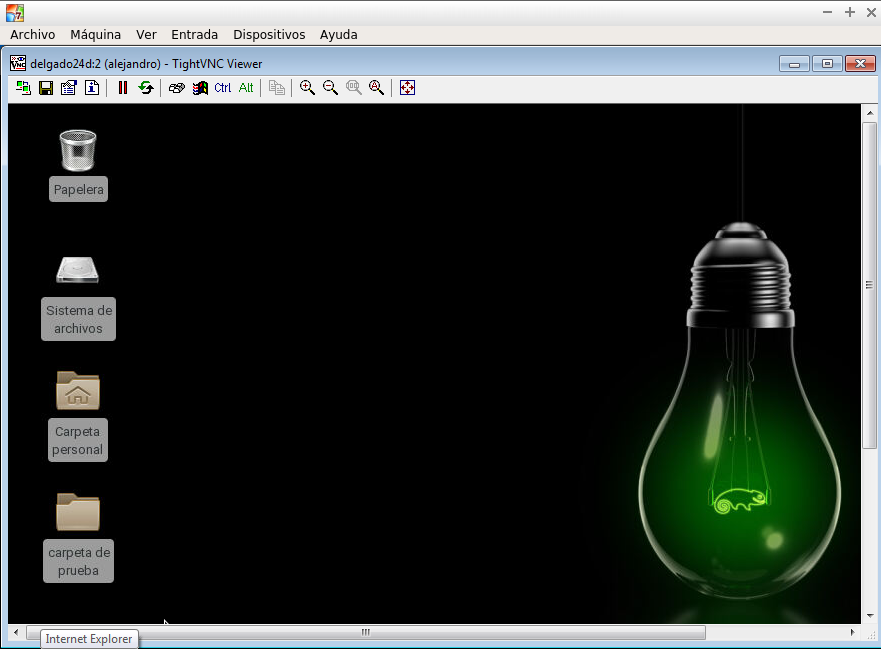 Archivo Máquina Ver Entrada Dispositivos Ayuda
delgado24d:2 (alejandro) - TightVNC Viewer
Ctrl Alt
Papelera
Sistema de
archivos
Carpeta
personal
carpeta de
prueba
Internet Explorer